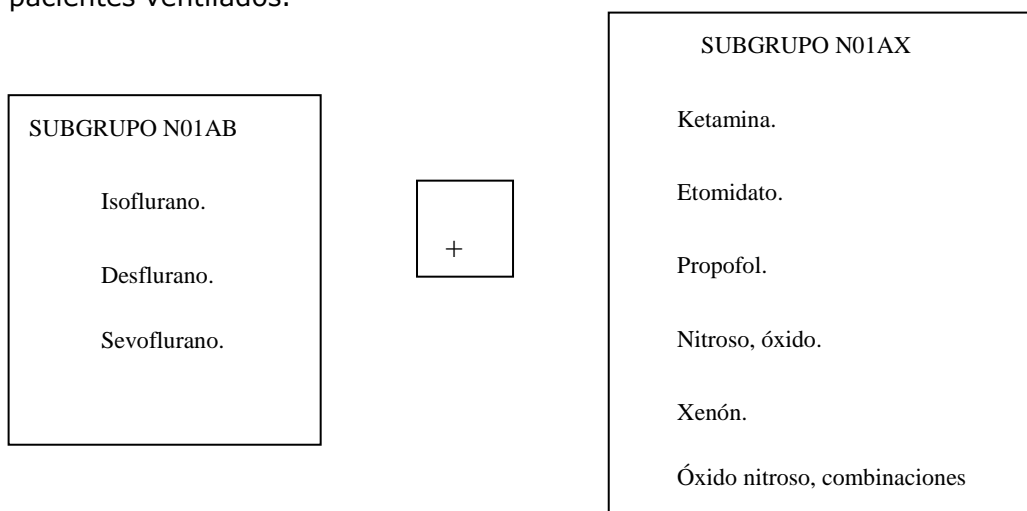 pacientes ventilados.
SUBGRUPO N01AB
Isoflurano.
Desflurano.
Sevoflurano.
+
SUBGRUPO N01AX
Ketamina.
Etomidato.
Propofol.
Nitroso, óxido.
Xenón.
Óxido nitroso, combinaciones